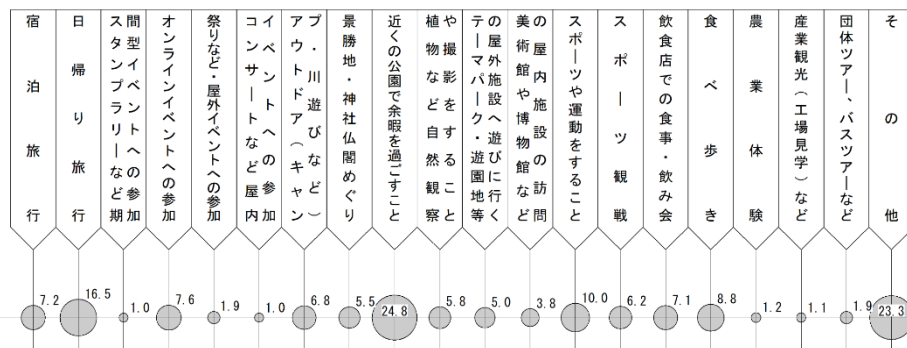 宿泊旅行
日帰り旅行
スタンプラリーなど期
間型イベントへの参加
オンラインイベントへの参加
祭りなど・屋外イベントへの参加
コンサートなど屋内
イベントへの参加
アウトドア（キャン
プ・川遊びなど）
景勝地・神社仏閣めぐり
近くの公園で余暇を過ごすこと
植物など自然観察
や撮影をすること
テーマパーク・遊園地等
の屋外施設へ遊びに行く
美術館や博物館など
の屋内施設の訪問
スポーツや運動をすること
スポーツ観戦
飲食店での食事・飲み会
食べ歩き
農業体験
産業観光（工場見学）など
団体ツアー、バスツアーなど
その他
7.2
16.5
1.0
7.6
1.9
1.0
6.8
5.5
24.8
5.8
5.0
3.8
10.0
6.2
7.1
8.8
1.2
1.1
1.9
23.3